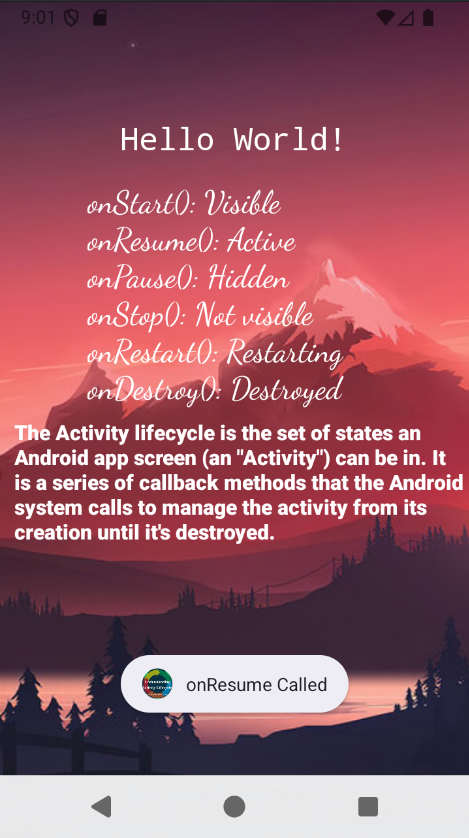 9:01
Hello World!
onStart(): Visible
onResume(): Active
onPause(): Hidden
onStop(): Not visible
onRestart(): Restarting
onDestroy(): Destroyed
The Activity lifecycle is the set of states an
Android app screen (an "Activity") can be in. It
is a series of callback methods that the Android
system calls to manage the activity from its
creation until it's destroyed.
onResume Called